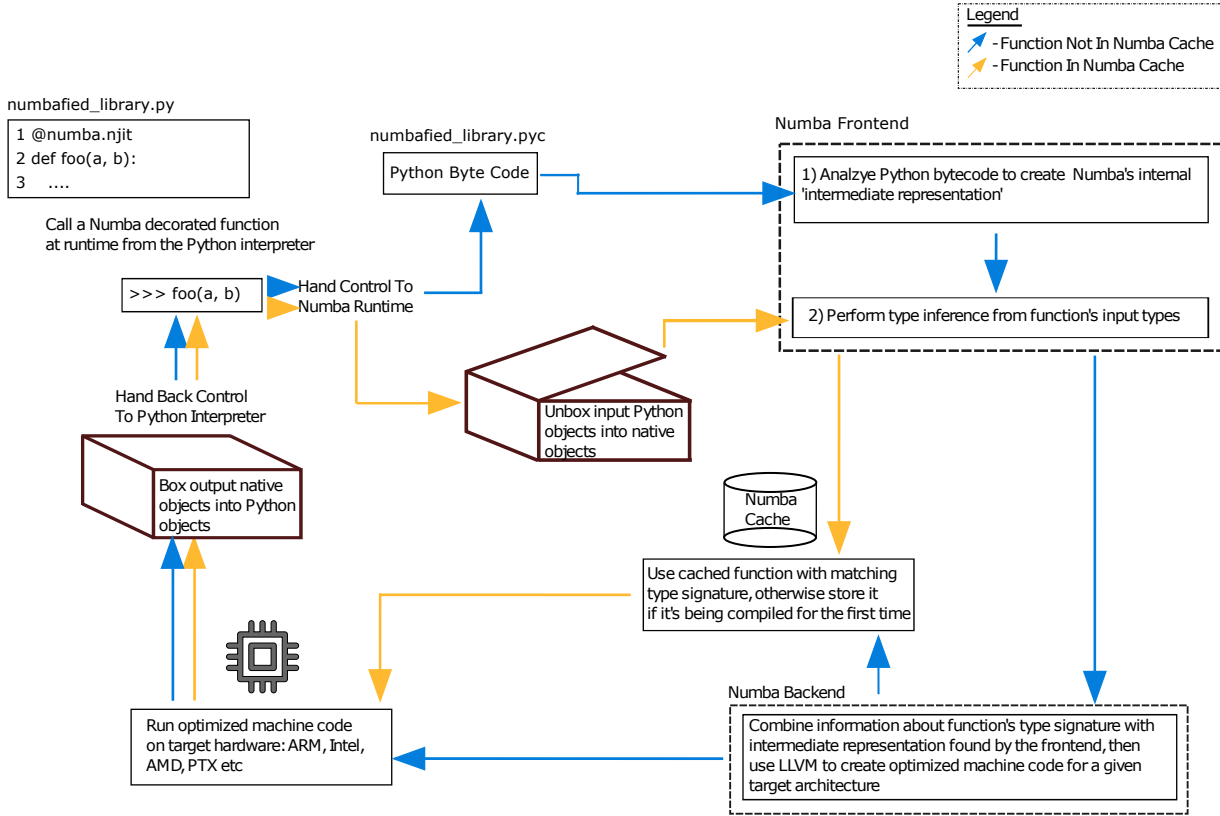 Legend
- Function Not In Numba Cache
- Function In Numba Cache
numbafied_library.py
1 @numba.njit
2 def foo(a, b):
3 ....
numbafied_library.pyc
Python Byte Code
Numba Frontend
1) Analzye Python bytecode to create Numba's internal
'intermediate representation'
2) Perform type inference from function's input types
Call a Numba decorated function
at runtime from the Python interpreter
>>> foo(a, b)
Hand Control To
Numba Runtime
Hand Back Control
To Python Interpreter
Unbox input Python
objects into native
objects
Box output native
objects into Python
objects
Numba
Cache
Use cached function with matching
type signature, otherwise store it
if it's being compiled for the first time
Run optimized machine code
on target hardware: ARM, Intel,
AMD, PTX etc
Numba Backend
Combine information about function's type signature with
intermediate representation found by the frontend, then
use LLVM to create optimized machine code for a given
target architecture